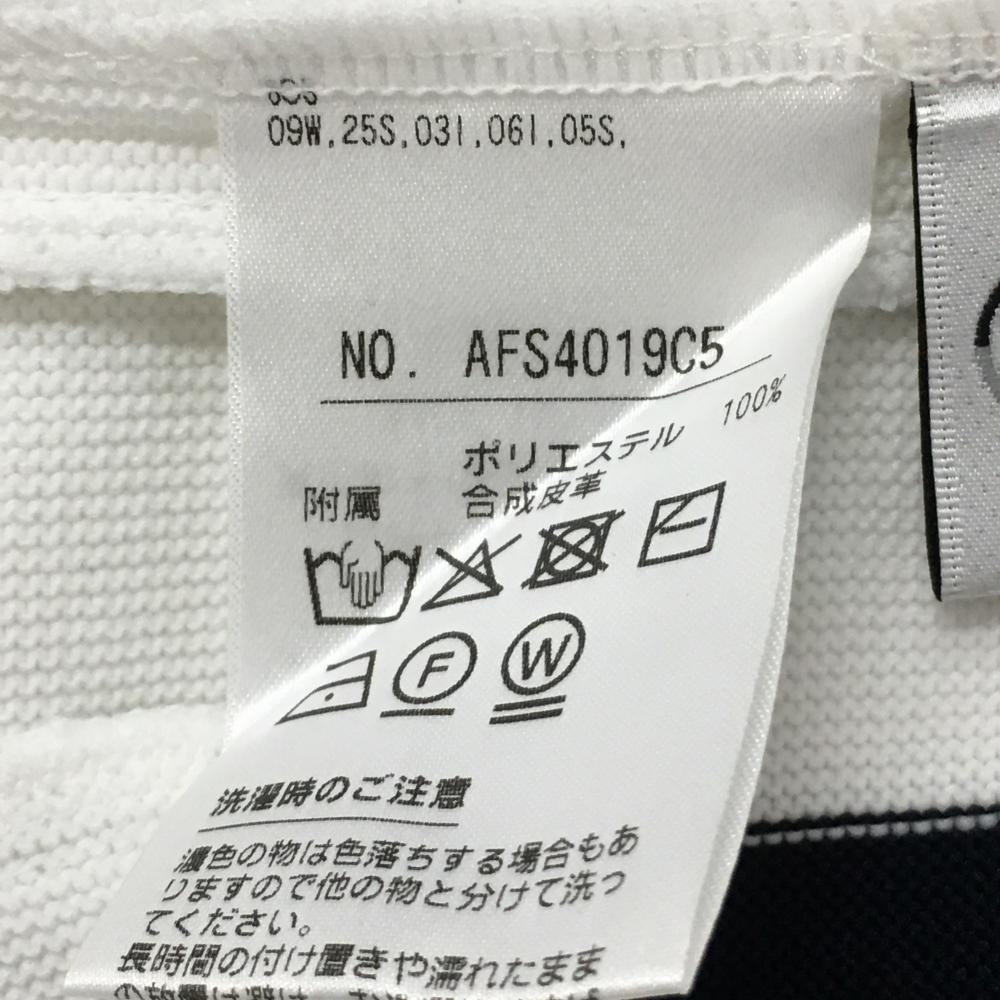 09W,25S,03I,06I,05S,
NO. AFS4019C5
ポリエステル 100%
附属 合成皮革
F W
洗濯時のご注意
濃色の物は色落ちする場合もあ
りますので他の物と分けて洗っ
てください。
長時間の付け置きや濡れたまま